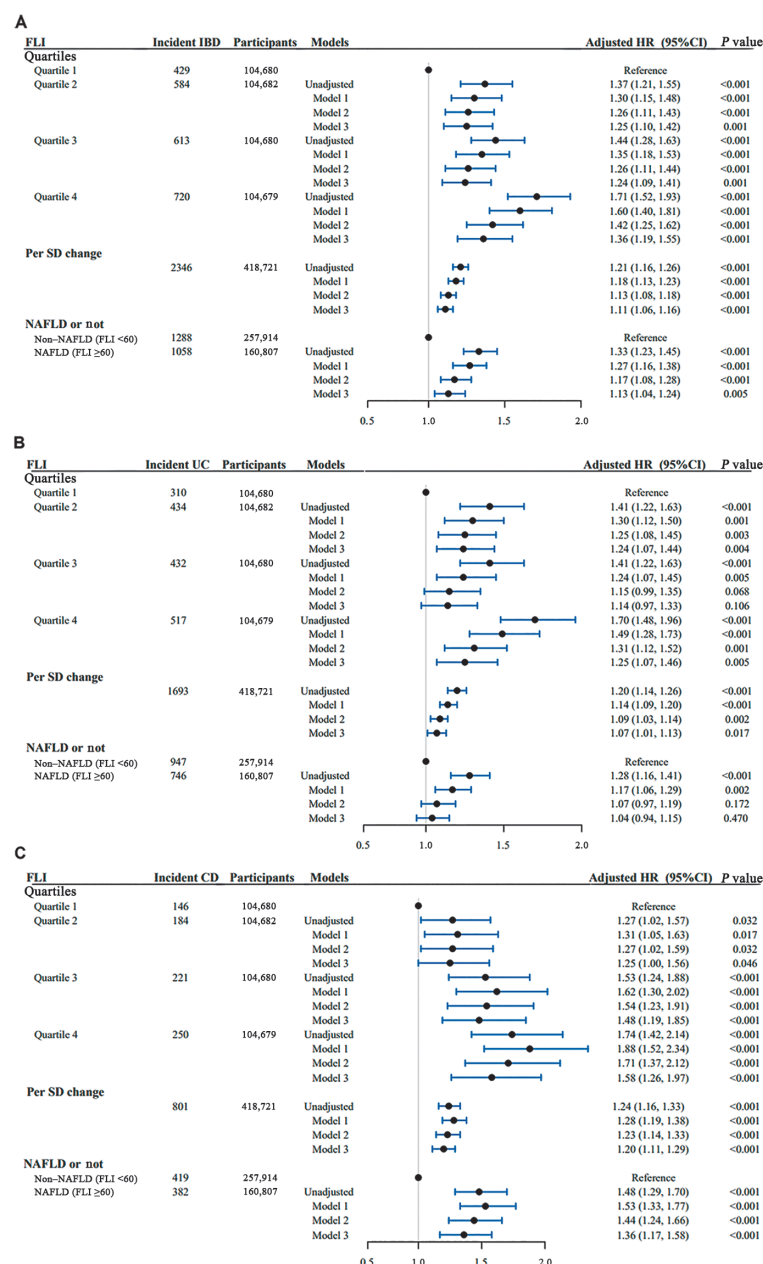 A
FLI Incident IBD Participants Models Adjusted HR (95%CI) P value
Quartiles
Quartile 1 429 104,680 Reference
Quartile 2 584 104,682 Unadjusted 1.37 (1.21, 1.55) <0.001
Model 1 1.30 (1.15, 1.48) <0.001
Model 2 1.26 (1.11, 1.43) <0.001
Model 3 1.25 (1.10, 1.42) 0.001
Quartile 3 613 104,680 Unadjusted 1.44 (1.28, 1.63) <0.001
Model 1 1.35 (1.18, 1.53) <0.001
Model 2 1.26 (1.11, 1.44) <0.001
Model 3 1.24 (1.09, 1.41) 0.001
Quartile 4 720 104,679 Unadjusted 1.71 (1.52, 1.93) <0.001
Model 1 1.60 (1.40, 1.81) <0.001
Model 2 1.42 (1.25, 1.62) <0.001
Model 3 1.36 (1.19, 1.55) <0.001
Per SD change
2346 418,721 Unadjusted 1.21 (1.16, 1.26) <0.001
Model 1 1.18 (1.13, 1.23) <0.001
Model 2 1.13 (1.08, 1.18) <0.001
Model 3 1.11 (1.06, 1.16) <0.001
NAFLD or not
Non–NAFLD (FLI <60) 1288 257,914 Reference
NAFLD (FLI ≥60) 1058 160,807 Unadjusted 1.33 (1.23, 1.45) <0.001
Model 1 1.27 (1.16, 1.38) <0.001
Model 2 1.17 (1.08, 1.28) <0.001
Model 3 1.13 (1.04, 1.24) 0.005
0.5 1.0 1.5 2.0
B
FLI Incident UC Participants Models Adjusted HR (95%CI) P value
Quartiles
Quartile 1 310 104,680 Reference
Quartile 2 434 104,682 Unadjusted 1.41 (1.22, 1.63) <0.001
Model 1 1.30 (1.12, 1.50) 0.001
Model 2 1.25 (1.08, 1.45) 0.003
Model 3 1.24 (1.07, 1.44) 0.004
Quartile 3 432 104,680 Unadjusted 1.41 (1.22, 1.63) <0.001
Model 1 1.24 (1.07, 1.45) 0.005
Model 2 1.15 (0.99, 1.35) 0.068
Model 3 1.14 (0.97, 1.33) 0.106
Quartile 4 517 104,679 Unadjusted 1.70 (1.48, 1.96) <0.001
Model 1 1.49 (1.28, 1.73) <0.001
Model 2 1.31 (1.12, 1.52) 0.001
Model 3 1.25 (1.07, 1.46) 0.005
Per SD change
1693 418,721 Unadjusted 1.20 (1.14, 1.26) <0.001
Model 1 1.14 (1.09, 1.20) <0.001
Model 2 1.09 (1.03, 1.14) 0.002
Model 3 1.07 (1.01, 1.13) 0.017
NAFLD or not
Non–NAFLD (FLI <60) 947 257,914 Reference
NAFLD (FLI ≥60) 746 160,807 Unadjusted 1.28 (1.16, 1.41) <0.001
Model 1 1.17 (1.06, 1.29) 0.002
Model 2 1.07 (0.97, 1.19) 0.172
Model 3 1.04 (0.94, 1.15) 0.470
0.5 1.0 1.5 2.0
C
FLI Incident CD Participants Models Adjusted HR (95%CI) P value
Quartiles
Quartile 1 146 104,680 Reference
Quartile 2 184 104,682 Unadjusted 1.27 (1.02, 1.57) 0.032
Model 1 1.31 (1.05, 1.63) 0.017
Model 2 1.27 (1.02, 1.59) 0.032
Model 3 1.25 (1.00, 1.56) 0.046
Quartile 3 221 104,680 Unadjusted 1.53 (1.24, 1.88) <0.001
Model 1 1.62 (1.30, 2.02) <0.001
Model 2 1.54 (1.23, 1.91) <0.001
Model 3 1.48 (1.19, 1.85) <0.001
Quartile 4 250 104,679 Unadjusted 1.74 (1.42, 2.14) <0.001
Model 1 1.88 (1.52, 2.34) <0.001
Model 2 1.71 (1.37, 2.12) <0.001
Model 3 1.58 (1.26, 1.97) <0.001
Per SD change
801 418,721 Unadjusted 1.24 (1.16, 1.33) <0.001
Model 1 1.28 (1.19, 1.38) <0.001
Model 2 1.23 (1.14, 1.33) <0.001
Model 3 1.20 (1.11, 1.29) <0.001
NAFLD or not
Non–NAFLD (FLI <60) 419 257,914 Reference
NAFLD (FLI ≥60) 382 160,807 Unadjusted 1.48 (1.29, 1.70) <0.001
Model 1 1.53 (1.33, 1.77) <0.001
Model 2 1.44 (1.24, 1.66) <0.001
Model 3 1.36 (1.17, 1.58) <0.001
0.5 1.0 1.5 2.0